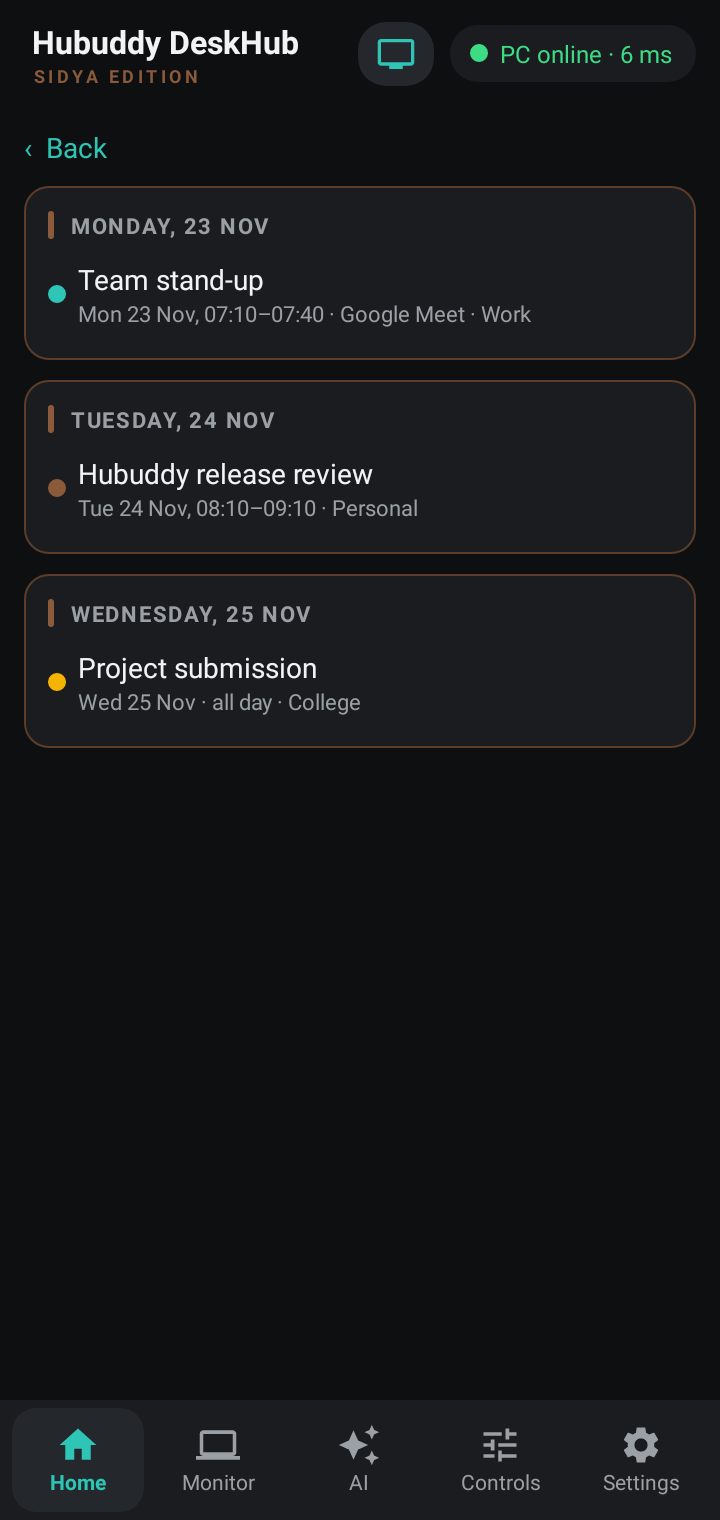 Hubuddy DeskHub
SIDYA EDITION
PC online · 6 ms
‹ Back
MONDAY, 23 NOV
Team stand-up
Mon 23 Nov, 07:10–07:40 · Google Meet · Work
TUESDAY, 24 NOV
Hubuddy release review
Tue 24 Nov, 08:10–09:10 · Personal
WEDNESDAY, 25 NOV
Project submission
Wed 25 Nov · all day · College
Home
Monitor
AI
Controls
Settings